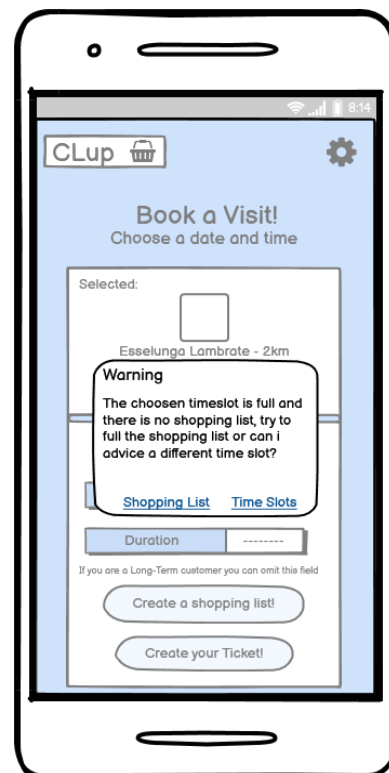 8:14
CLup
Book a Visit!
Choose a date and time
Selected:
Esselunga Lambrate - 2km
Warning
The choosen timeslot is full and
there is no shopping list, try to
full the shopping list or can i
advice a different time slot?
Shopping List Time Slots
Duration --------
If you are a Long-Term customer you can omit this field
Create a shopping list!
Create your Ticket!